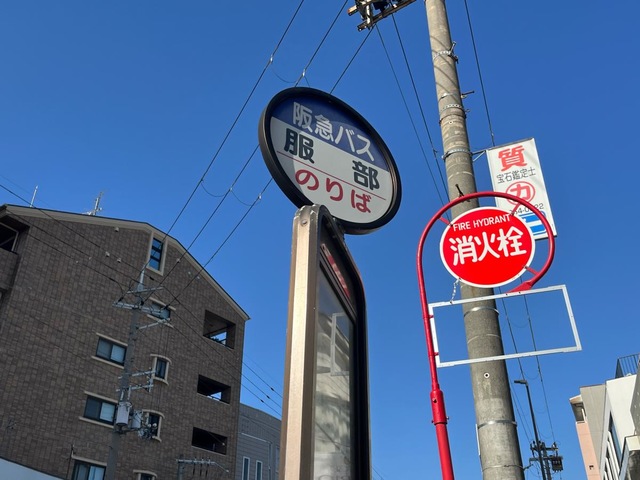 阪急バス
服部
のりば
FIRE HYDRANT
消火栓
質
宝石鑑定士
カ